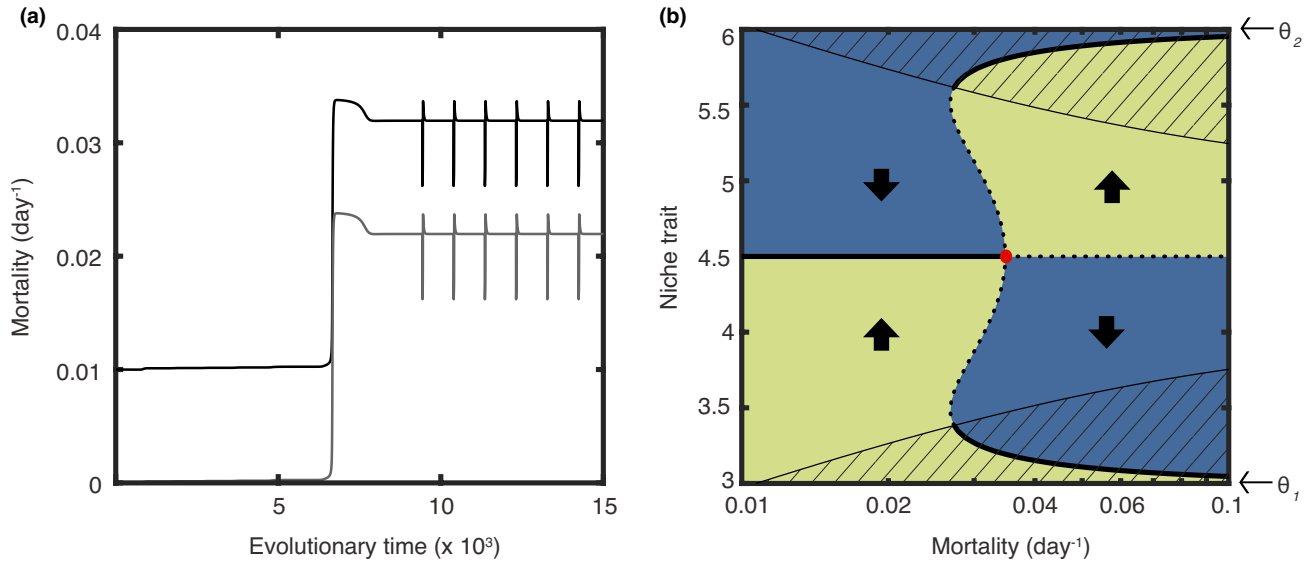 (a)
0.04
0.03
0.02
0.01
0
5
10
15
Mortality (day⁻¹)
Evolutionary time (x 10³)
(b)
6
5.5
5
4.5
4
3.5
3
0.01
0.02
0.04
0.06
0.1
Niche trait
Mortality (day⁻¹)
θ₂
θ₁